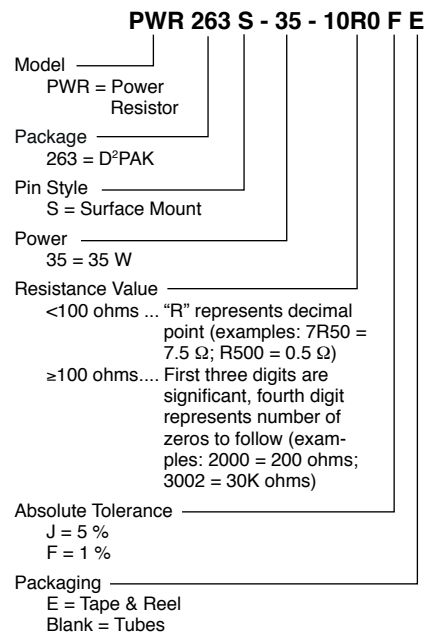 PWR 263 S - 35 - 10R0 F E
Model
PWR = Power
Resistor
Package
263 = D²PAK
Pin Style
S = Surface Mount
Power
35 = 35 W
Resistance Value
<100 ohms ... “R” represents decimal
point (examples: 7R50 =
7.5 Ω; R500 = 0.5 Ω)
≥100 ohms.... First three digits are
significant, fourth digit
represents number of
zeros to follow (exam-
ples: 2000 = 200 ohms;
3002 = 30K ohms)
Absolute Tolerance
J = 5 %
F = 1 %
Packaging
E = Tape & Reel
Blank = Tubes